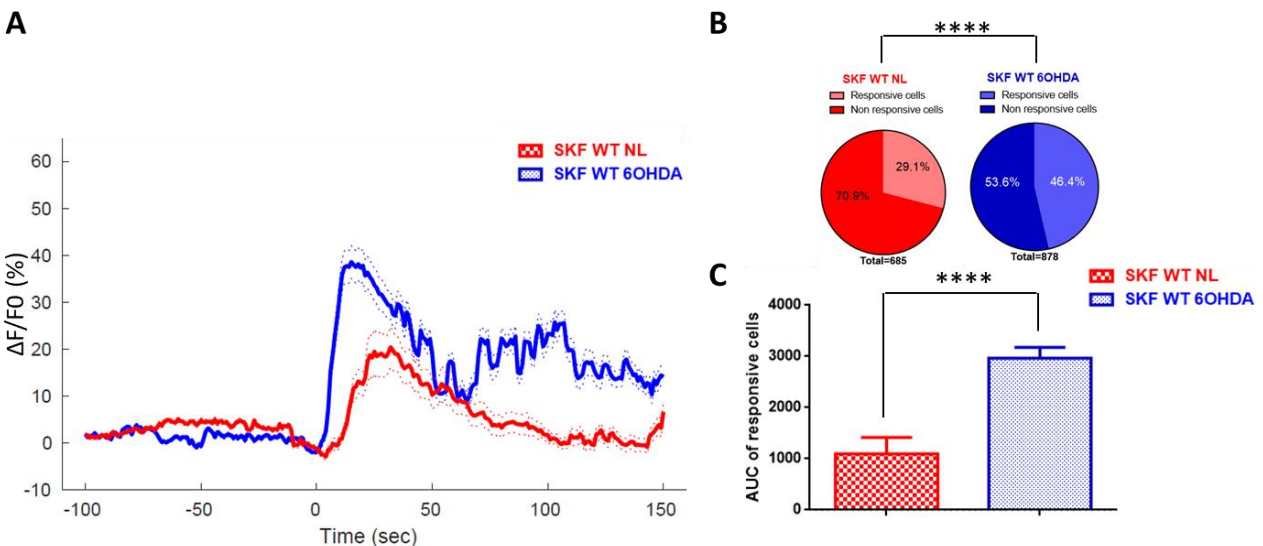 A
SKF WT NL
SKF WT 6OHDA
60
50
40
30
20
10
0
-10
ΔF/F0 (%)
-100
-50
0
50
100
150
Time (sec)
B
****
SKF WT NL
Responsive cells
Non responsive cells
29.1%
70.9%
Total=685
SKF WT 6OHDA
Responsive cells
Non responsive cells
53.6%
46.4%
Total=878
C
****
SKF WT NL
SKF WT 6OHDA
4000
3000
2000
1000
0
AUC of responsive cells